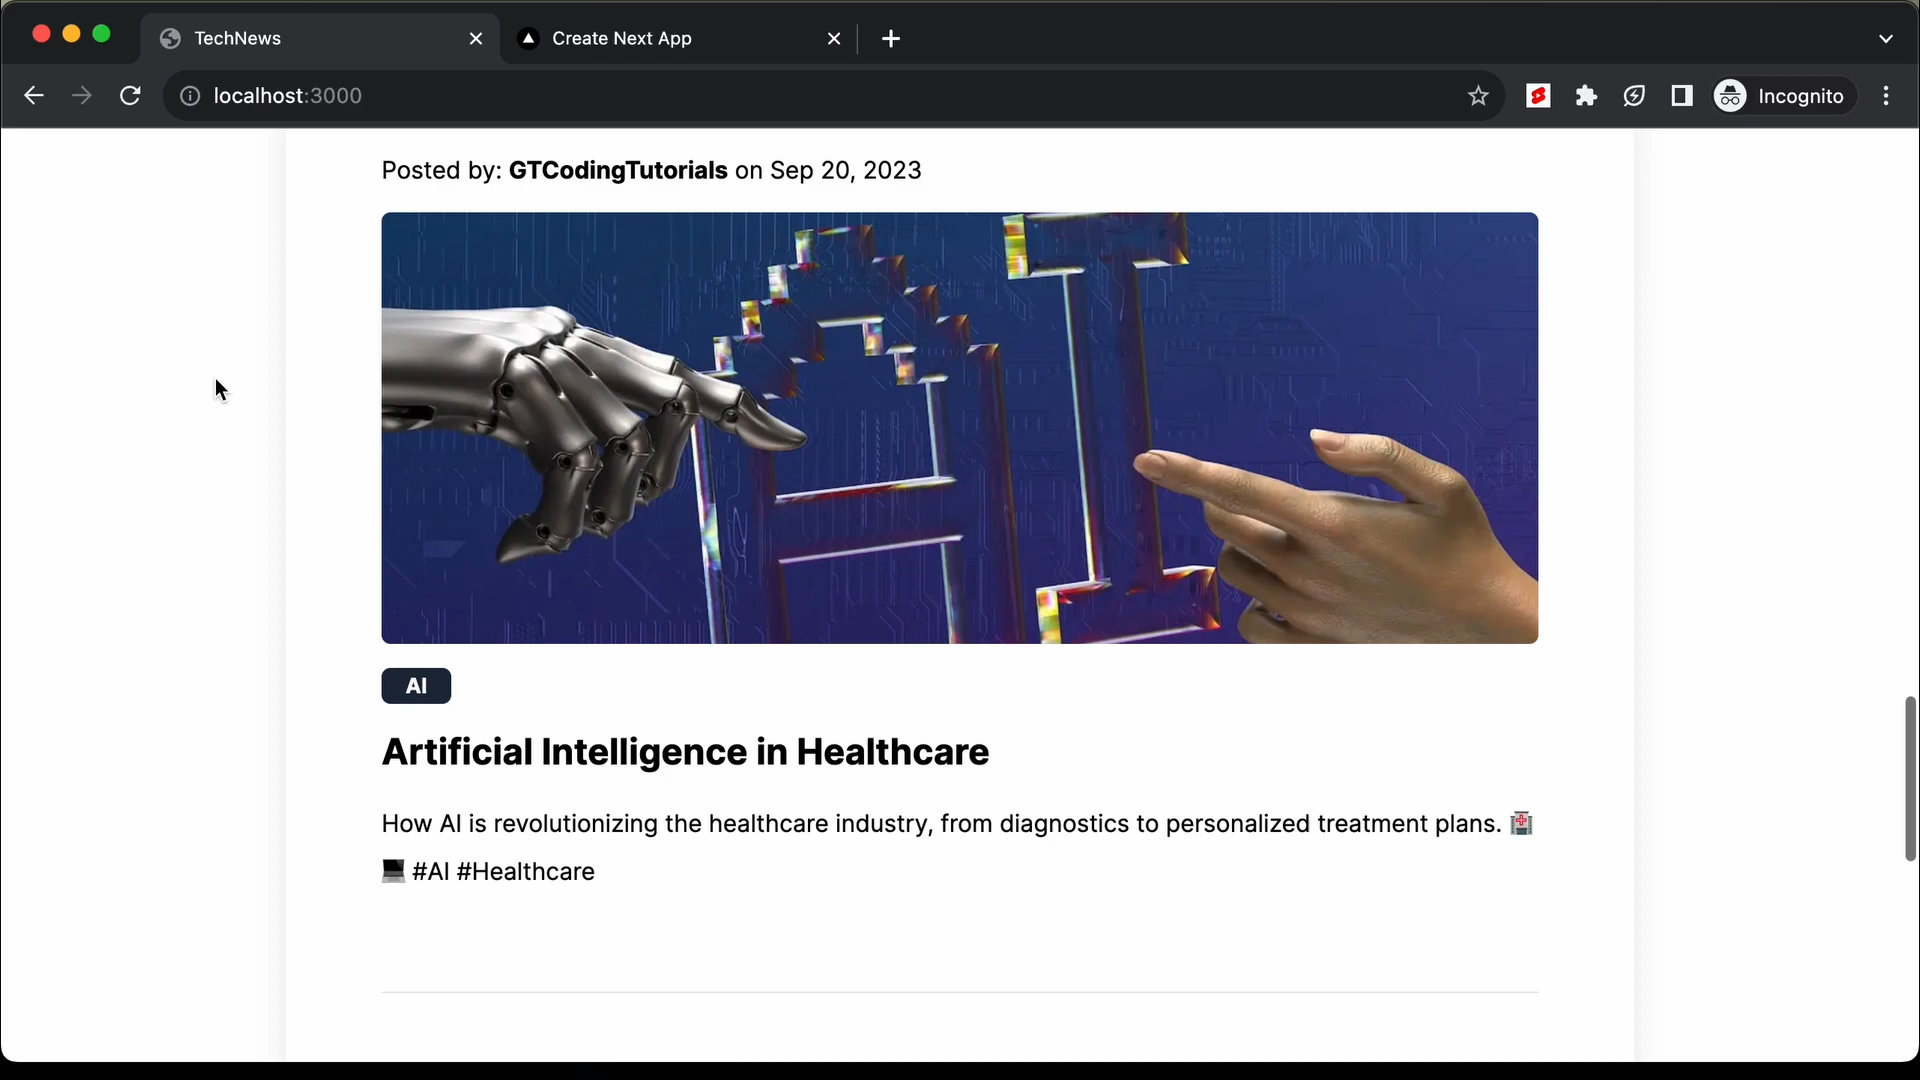 TechNews
Create Next App
localhost:3000
Incognito
Posted by: GTCodingTutorials on Sep 20, 2023
AI
AI
Artificial Intelligence in Healthcare
How AI is revolutionizing the healthcare industry, from diagnostics to personalized treatment plans. 🏥
💻 #AI #Healthcare